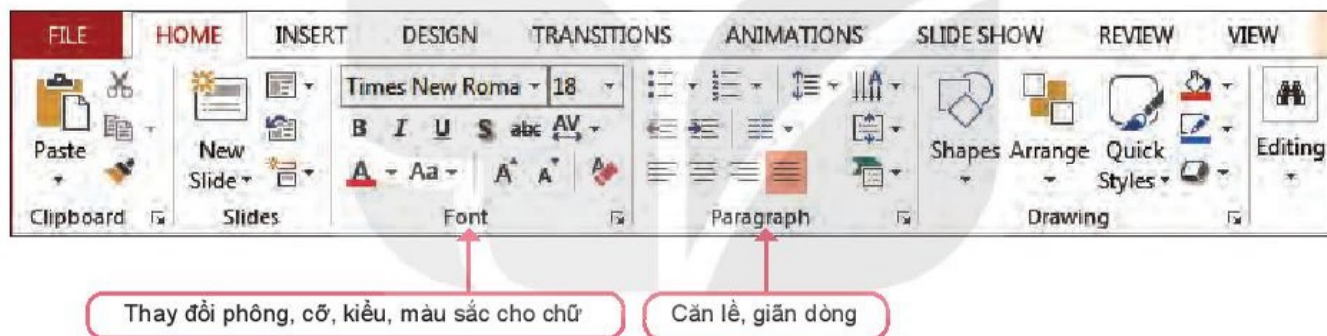 FILE HOME INSERT DESIGN TRANSITIONS ANIMATIONS SLIDE SHOW REVIEW VIEW
Times New Roma 18
B I U S abc AV
Paste New Slide A Aa A A Shapes Arrange Quick Styles Editing
Clipboard Slides Font Paragraph Drawing
Thay đổi phông, cỡ, kiểu, màu sắc cho chữ Căn lề, giãn dòng